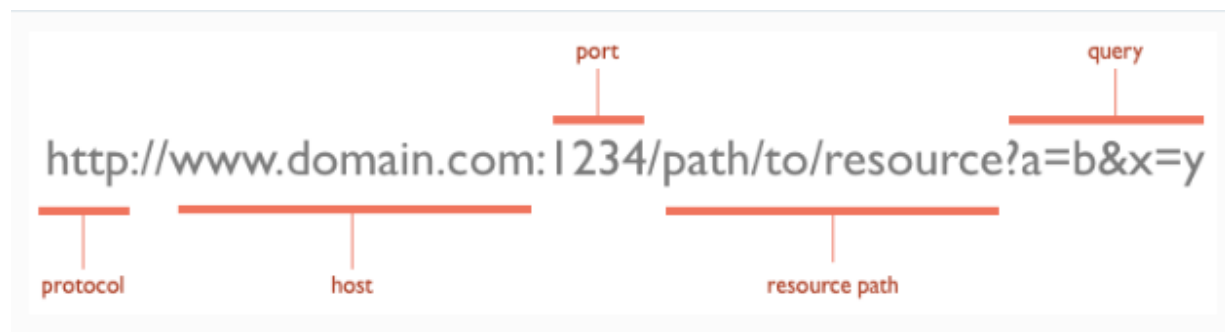 port query
http://www.domain.com:1234/path/to/resource?a=b&x=y
protocol host resource path